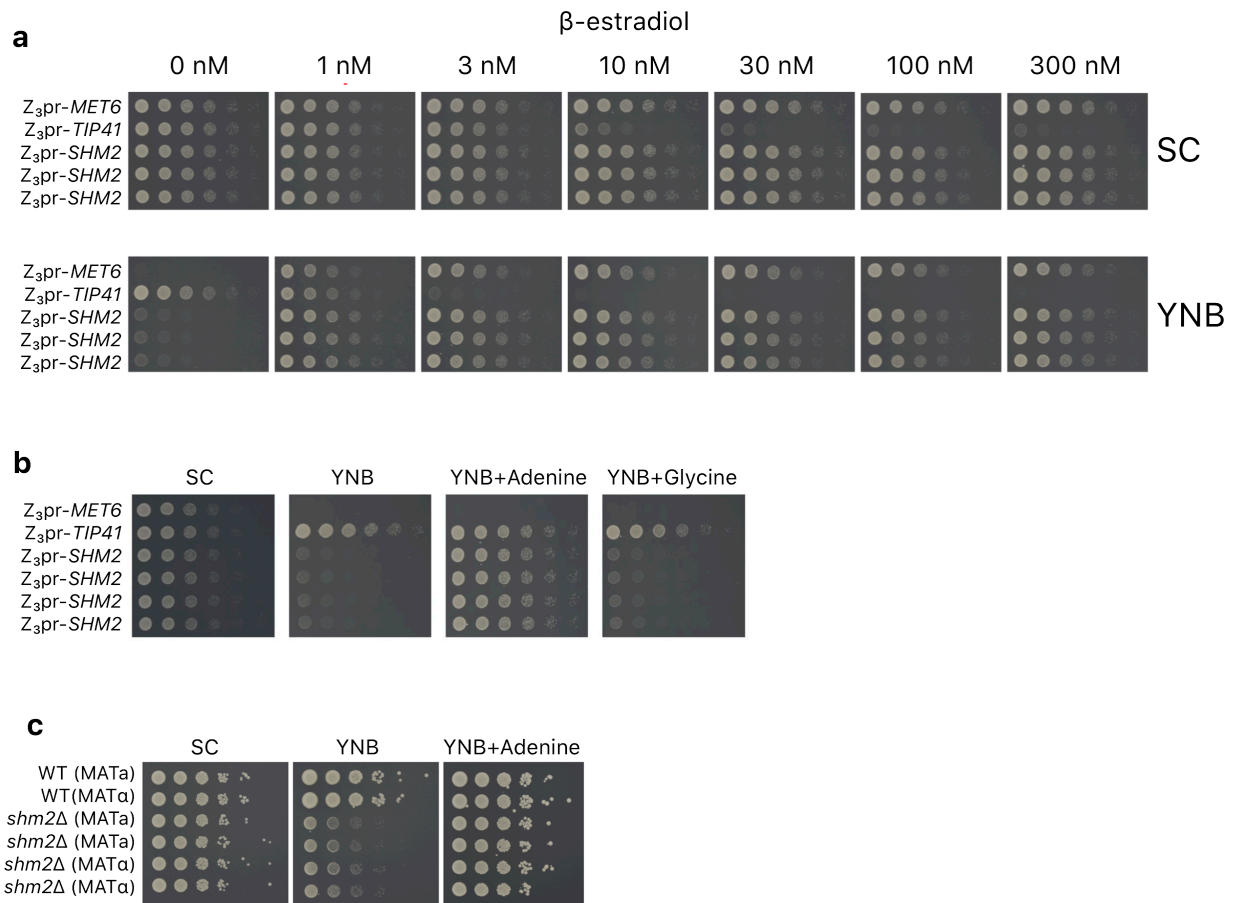 β-estradiol
a
0 nM 1 nM 3 nM 10 nM 30 nM 100 nM 300 nM
Z₃pr-MET6
Z₃pr-TIP41
Z₃pr-SHM2
Z₃pr-SHM2
Z₃pr-SHM2
SC
Z₃pr-MET6
Z₃pr-TIP41
Z₃pr-SHM2
Z₃pr-SHM2
Z₃pr-SHM2
YNB
b
SC YNB YNB+Adenine YNB+Glycine
Z₃pr-MET6
Z₃pr-TIP41
Z₃pr-SHM2
Z₃pr-SHM2
Z₃pr-SHM2
Z₃pr-SHM2
c
SC YNB YNB+Adenine
WT (MATa)
WT(MATα)
shm2Δ (MATa)
shm2Δ (MATa)
shm2Δ (MATα)
shm2Δ (MATα)